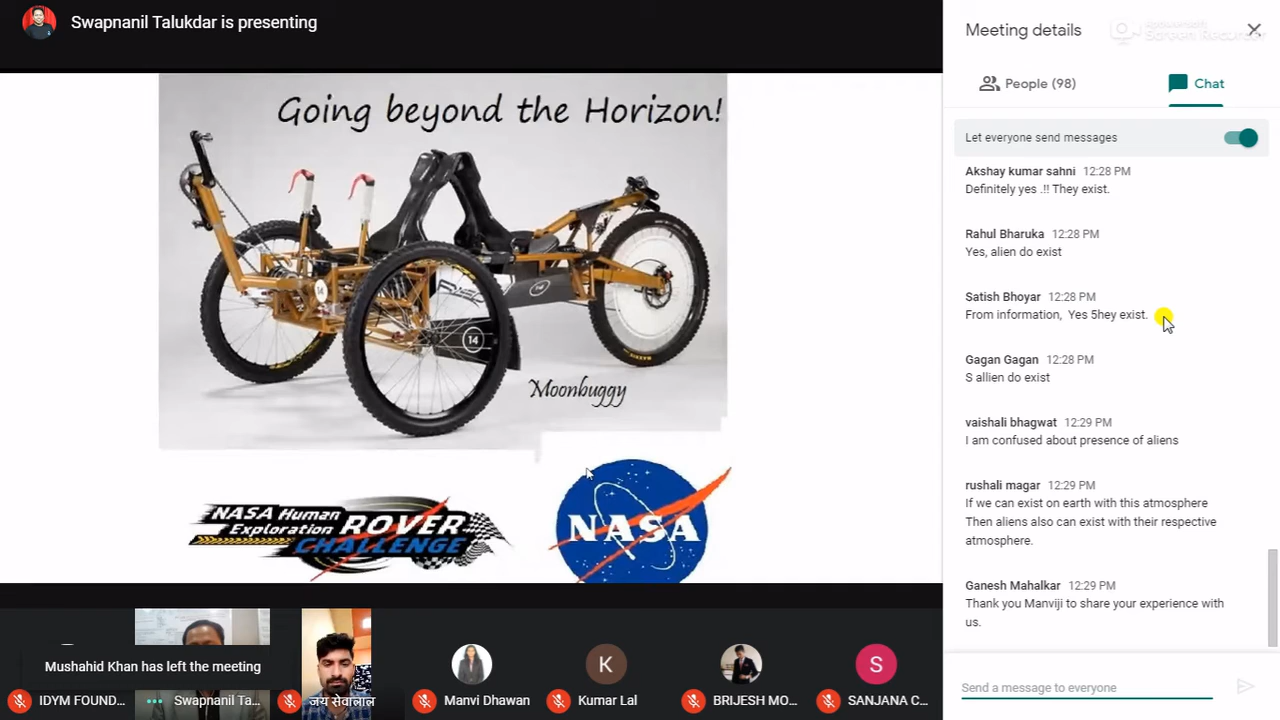 Swapnanil Talukdar is presenting
Going beyond the Horizon!
14
14
Moonbuggy
NASA Human
Exploration ROVER
CHALLENGE
NASA
Mushahid Khan has left the meeting
IDYM FOUND...
Swapnanil Ta...
जय सेवालाल
Manvi Dhawan
K
Kumar Lal
BRIJESH MO...
S
SANJANA C...
Meeting details
Screen Recorder
People (98)
Chat
Let everyone send messages
Akshay kumar sahni 12:28 PM
Definitely yes .!! They exist.
Rahul Bharuka 12:28 PM
Yes, alien do exist
Satish Bhoyar 12:28 PM
From information, Yes 5hey exist.
Gagan Gagan 12:28 PM
S allien do exist
vaishali bhagwat 12:29 PM
I am confused about presence of aliens
rushali magar 12:29 PM
If we can exist on earth with this atmosphere
Then aliens also can exist with their respective
atmosphere.
Ganesh Mahalkar 12:29 PM
Thank you Manviji to share your experience with
us.
Send a message to everyone